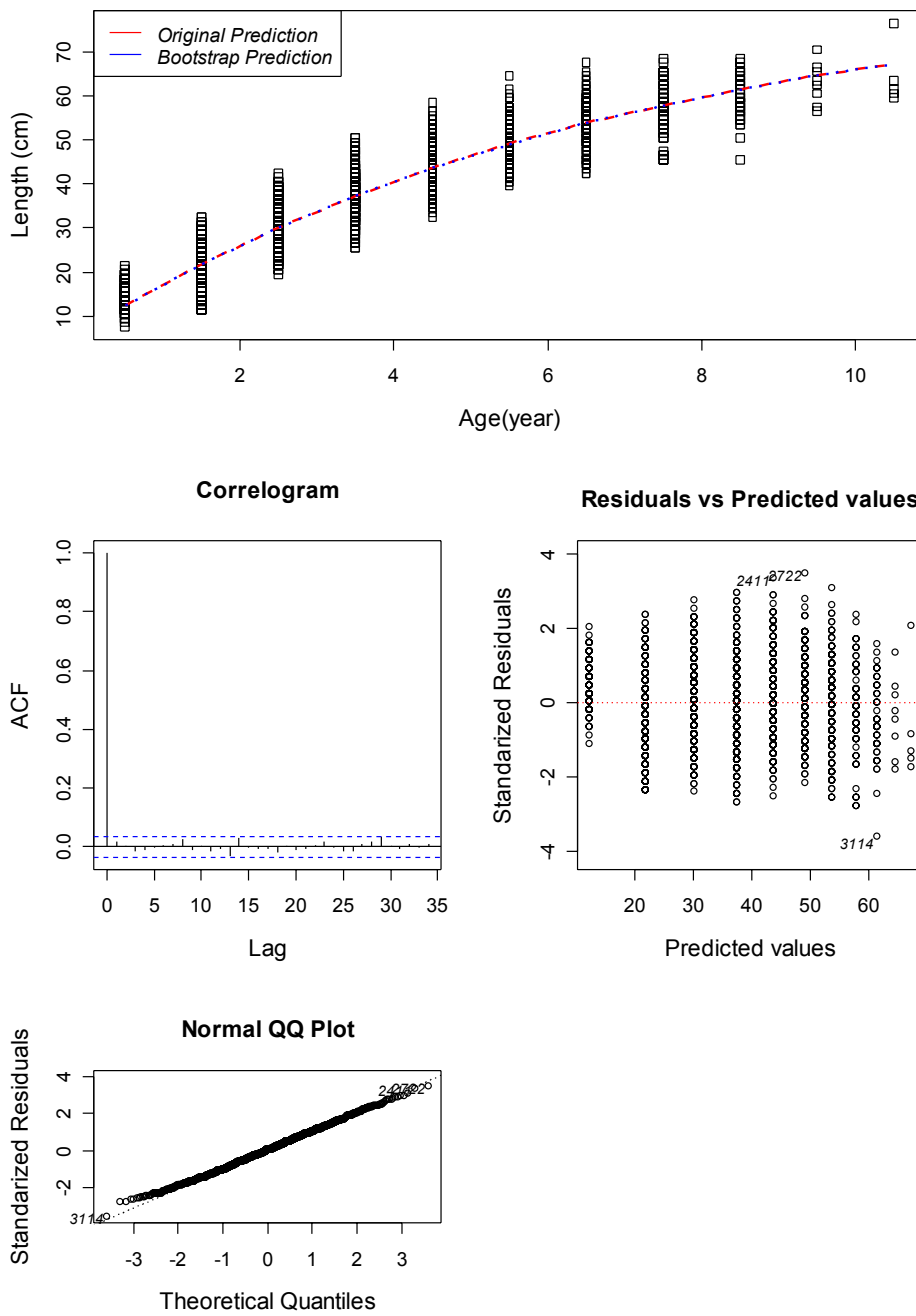 Original Prediction
Bootstrap Prediction
Length (cm)
10 20 30 40 50 60 70
2 4 6 8 10
Age(year)
Correlogram
ACF
0.0 0.2 0.4 0.6 0.8 1.0
0 5 10 15 20 25 30 35
Lag
Residuals vs Predicted values
Standarized Residuals
-4 -2 0 2 4
2411 2722
3114
20 30 40 50 60
Predicted values
Normal QQ Plot
Standarized Residuals
-2 0 2 4
2722
3114
-3 -2 -1 0 1 2 3
Theoretical Quantiles